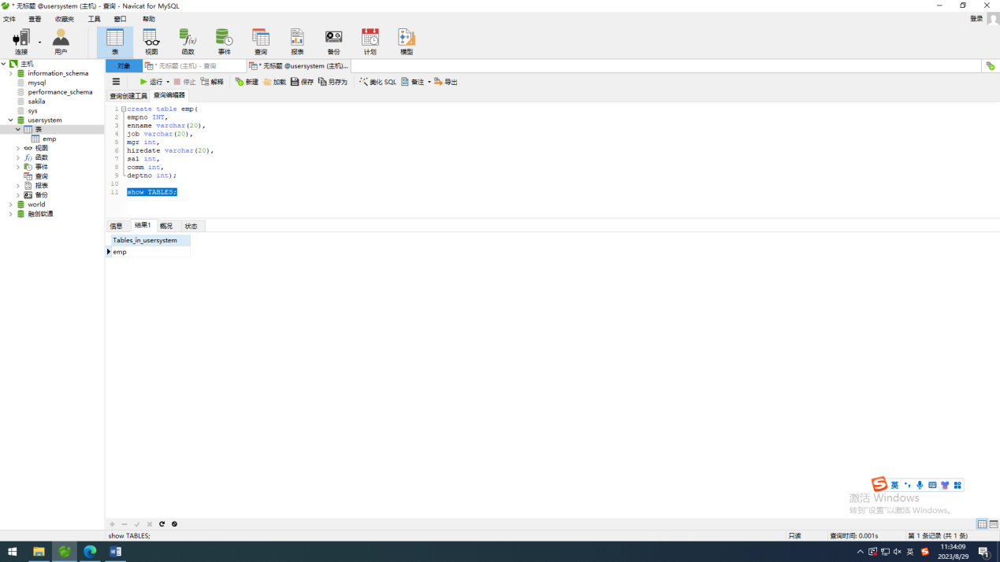 * 无标题 @usersystem (主机) - 查询 - Navicat for MySQL
文件 查看 收藏夹 工具 窗口 帮助
登录
连接 用户 表 视图 函数 事件 查询 报表 备份 计划 模型
主机
information_schema
mysql
performance_schema
sakila
sys
usersystem
表
emp
视图
函数
事件
查询
报表
备份
world
融创软通
对象 * 无标题 (主机) - 查询 * 无标题 @usersystem (主机)...
运行 停止 解释 新建 加载 保存 另存为 美化 SQL 备注 导出
查询创建工具 查询编辑器
1 create table emp(
2 empno INT,
3 enname varchar(20),
4 job varchar(20),
5 mgr int,
6 hiredate varchar(20),
7 sal int,
8 comm int,
9 deptno int);
10
11 show TABLES;
信息 结果1 概况 状态
Tables_in_usersystem
emp
英
激活 Windows
转到"设置"以激活 Windows。
show TABLES;
只读
查询时间: 0.001s
第 1 条记录 (共 1 条)
英
11:34:09
2023/8/29
1